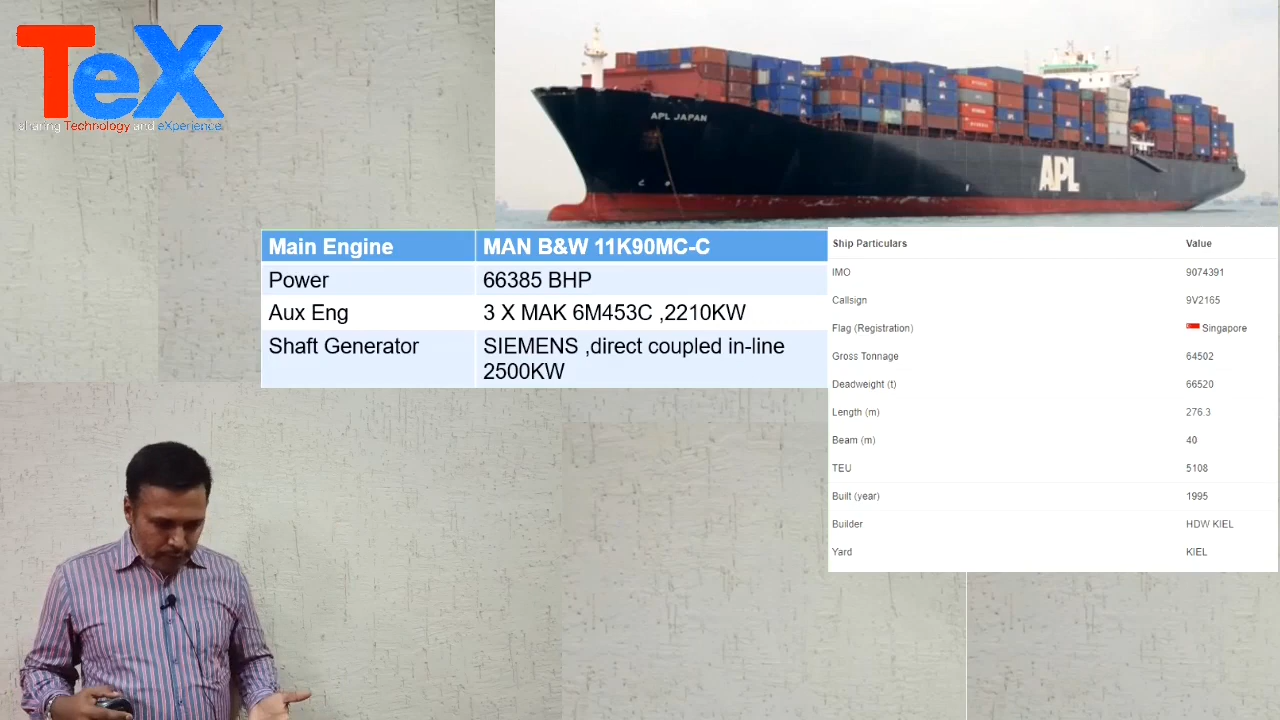 TeX
sharing Technology and eXperience
APL JAPAN
APL
Main Engine MAN B&W 11K90MC-C
Power 66385 BHP
Aux Eng 3 X MAK 6M453C ,2210KW
Shaft Generator SIEMENS ,direct coupled in-line
2500KW
Ship Particulars Value
IMO 9074391
Callsign 9V2165
Flag (Registration) Singapore
Gross Tonnage 64502
Deadweight (t) 66520
Length (m) 276.3
Beam (m) 40
TEU 5108
Built (year) 1995
Builder HDW KIEL
Yard KIEL